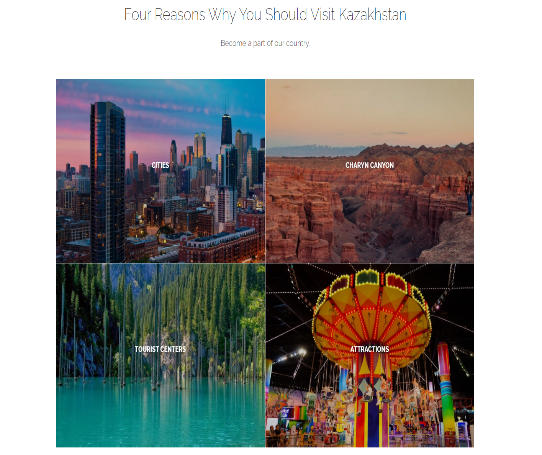 Four Reasons Why You Should Visit Kazakhstan
Become a part of our country.
CITIES
CHARYN CANYON
TOURIST CENTERS
ATTRACTIONS